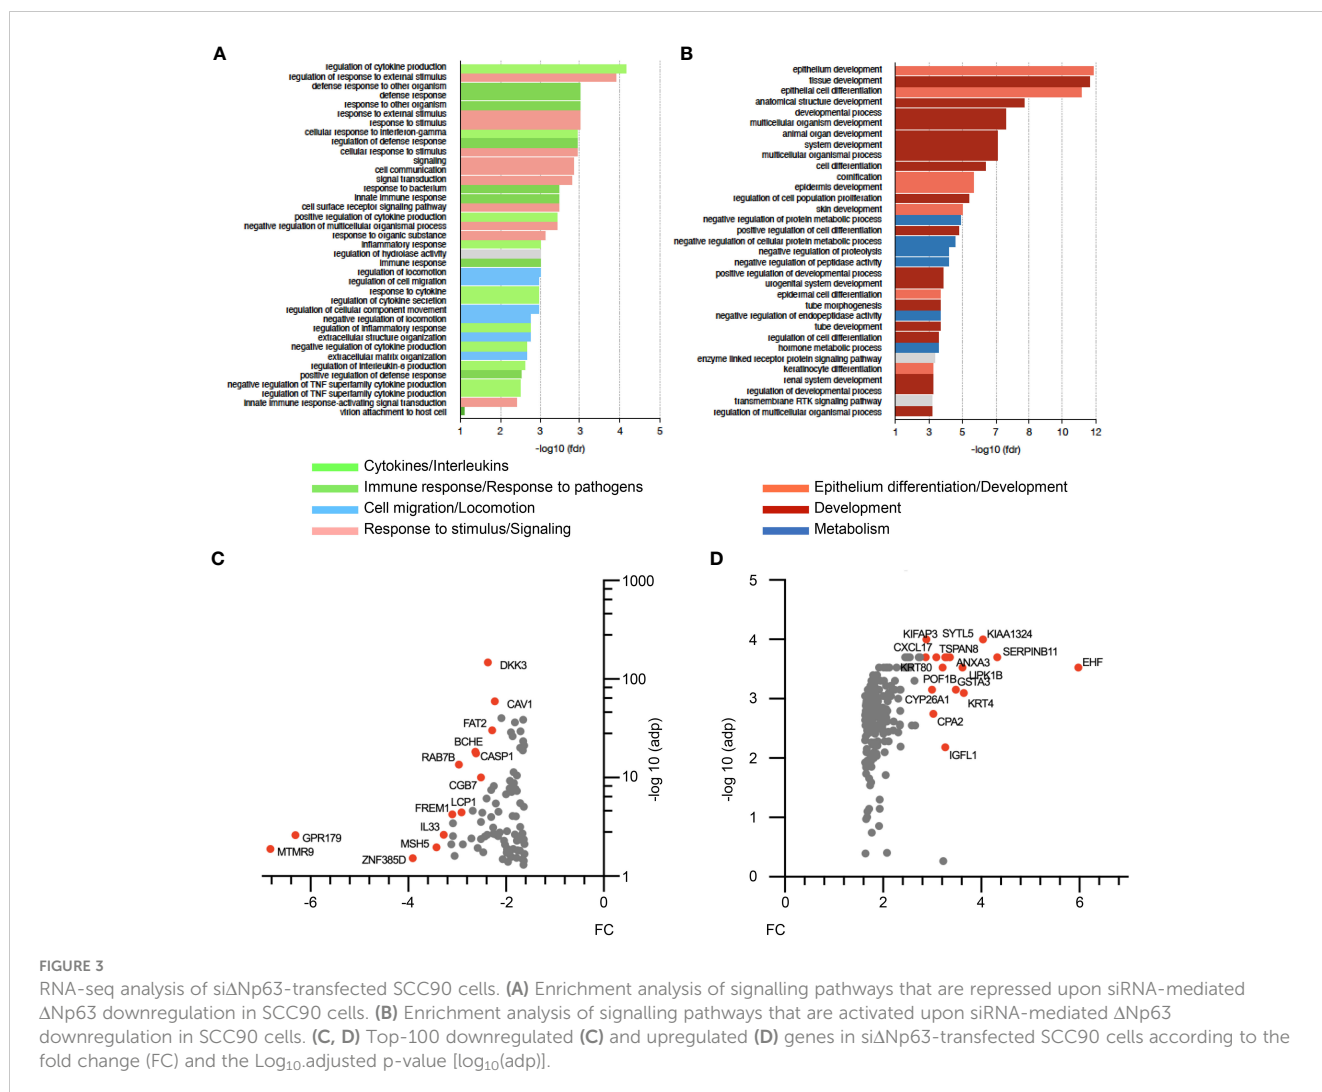 A
regulation of cytokine production
regulation of response to external stimulus
defense response to other organism
defense response
response to other organism
response to external stimulus
response to stimulus
cellular response to interferon-gamma
regulation of defense response
cellular response to stimulus
signaling
cell communication
signal transduction
response to bacterium
innate immune response
cell surface receptor signaling pathway
positive regulation of cytokine production
negative regulation of multicellular organismal process
response to organic substance
inflammatory response
regulation of hydrolase activity
immune response
regulation of locomotion
regulation of cell migration
response to cytokine
regulation of cytokine secretion
regulation of cellular component movement
negative regulation of locomotion
regulation of inflammatory response
extracellular structure organization
negative regulation of cytokine production
extracellular matrix organization
regulation of interleukin-6 production
positive regulation of defense response
negative regulation of TNF superfamily cytokine production
regulation of TNF superfamily cytokine production
innate immune response-activating signal transduction
virion attachment to host cell
1 2 3 3 4 5
-log10 (fdr)
Cytokines/Interleukins
Immune response/Response to pathogens
Cell migration/Locomotion
Response to stimulus/Signaling
B
epithelium development
tissue development
epithelial cell differentiation
anatomical structure development
developmental process
multicellular organism development
animal organ development
system development
multicellular organismal process
cell differentiation
cornification
epidermis development
regulation of cell population proliferation
skin development
negative regulation of protein metabolic process
positive regulation of cell differentiation
negative regulation of cellular protein metabolic process
negative regulation of proteolysis
negative regulation of peptidase activity
positive regulation of developmental process
urogenital system development
epidermal cell differentiation
tube morphogenesis
negative regulation of endopeptidase activity
tube development
regulation of cell differentiation
hormone metabolic process
enzyme linked receptor protein signaling pathway
keratinocyte differentiation
renal system development
regulation of developmental process
transmembrane RTK signaling pathway
regulation of multicellular organismal process
1 3 5 7 8 10 12
-log10 (fdr)
Epithelium differentiation/Development
Development
Metabolism
C
1000
100
10
1
-log 10 (adp)
DKK3
CAV1
FAT2
BCHE
RAB7B CASP1
CGB7
FREM1 LCP1
IL33
GPR179
MSH5
MTMR9
ZNF385D
-6 -4 -2 0
FC
D
5
4
3
2
1
0
-log 10 (adp)
KIFAP3 SYTL5 KIAA1324
CXCL17 TSPAN8 SERPINB11
KRT80 ANXA3 EHF
LIPK1B
POF1B GSTA3
CYP26A1 KRT4
CPA2
IGFL1
0 2 4 6
FC
FIGURE 3
RNA-seq analysis of siΔNp63-transfected SCC90 cells. (A) Enrichment analysis of signalling pathways that are repressed upon siRNA-mediated
ΔNp63 downregulation in SCC90 cells. (B) Enrichment analysis of signalling pathways that are activated upon siRNA-mediated ΔNp63
downregulation in SCC90 cells. (C, D) Top-100 downregulated (C) and upregulated (D) genes in siΔNp63-transfected SCC90 cells according to the
fold change (FC) and the Log10.adjusted p-value [log10(adp)].